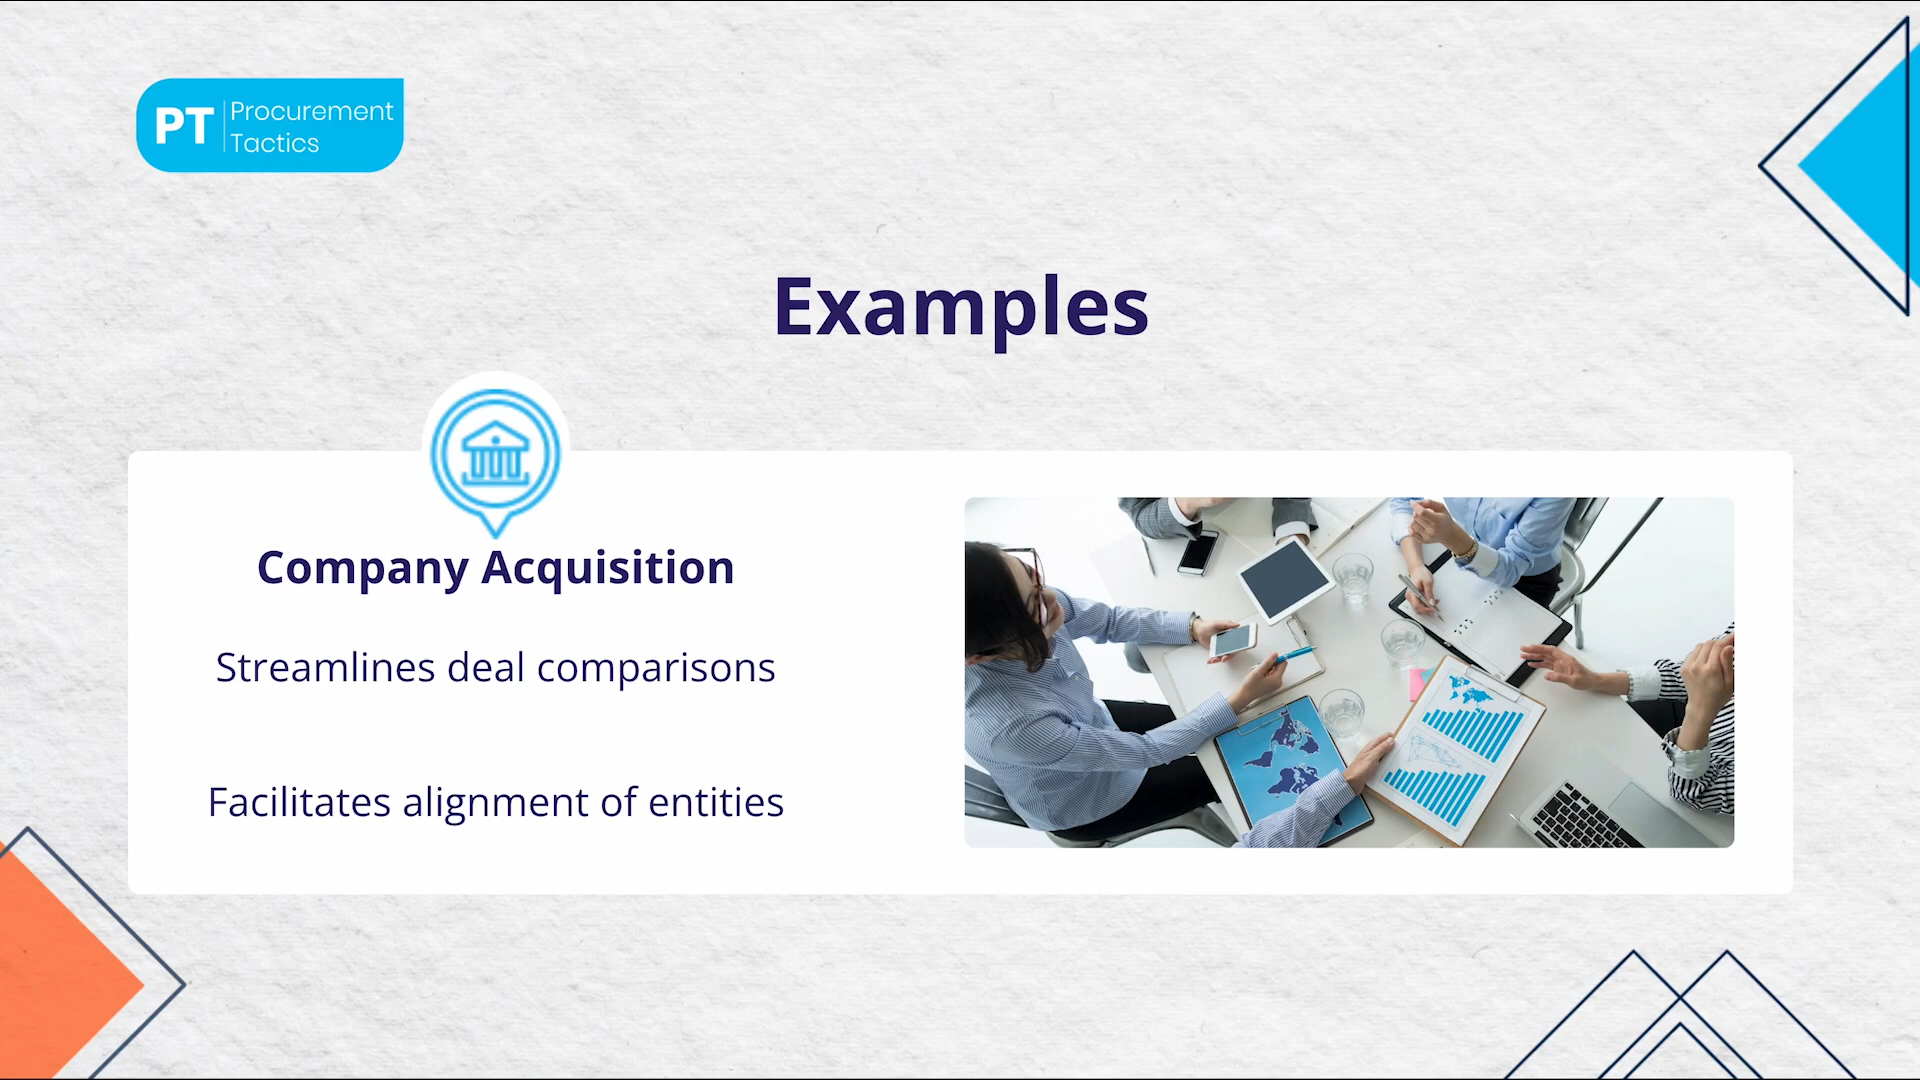 PT Procurement
Tactics
Examples
Company Acquisition
Streamlines deal comparisons
Facilitates alignment of entities